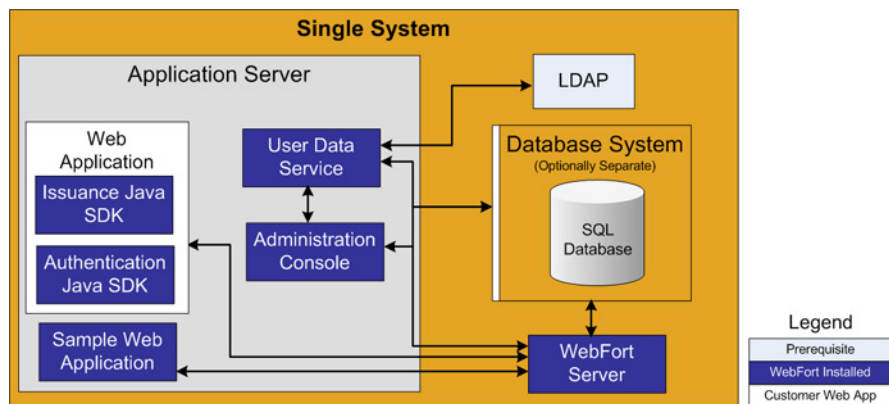 Single System
Application Server
Web
Application
Issuance Java
SDK
Authentication
Java SDK
Sample Web
Application
User Data
Service
Administration
Console
LDAP
Database System
(Optionally Separate)
SQL
Database
WebFort
Server
Legend
Prerequisite
WebFort Installed
Customer Web App